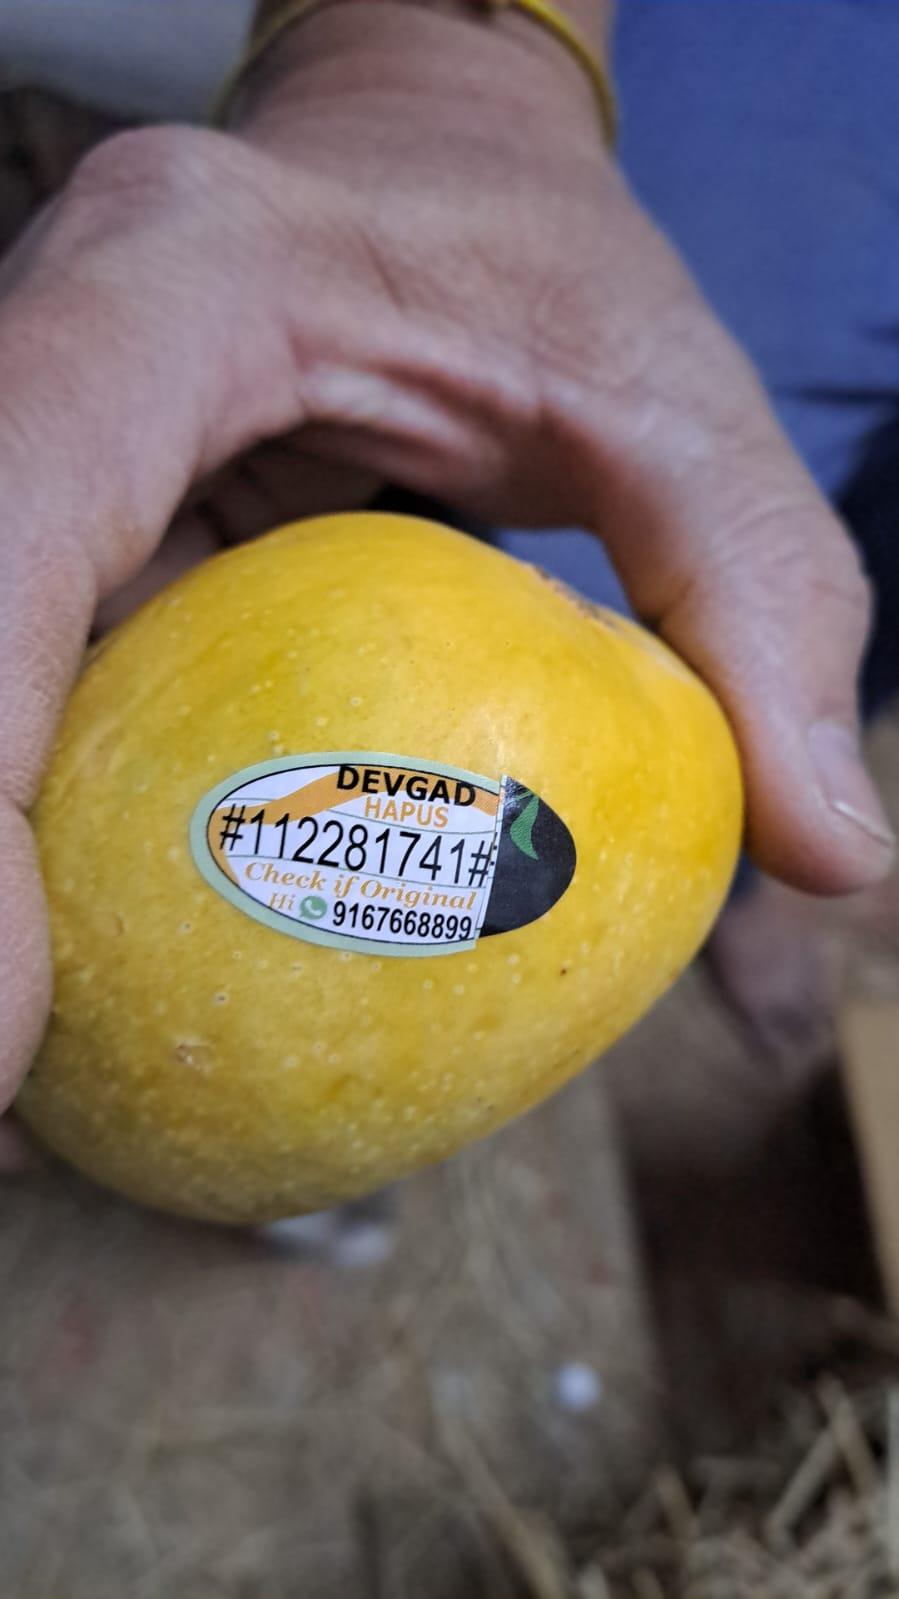 DEVGAD
HAPUS
#112281741#
Check if Original
Hi 9167668899